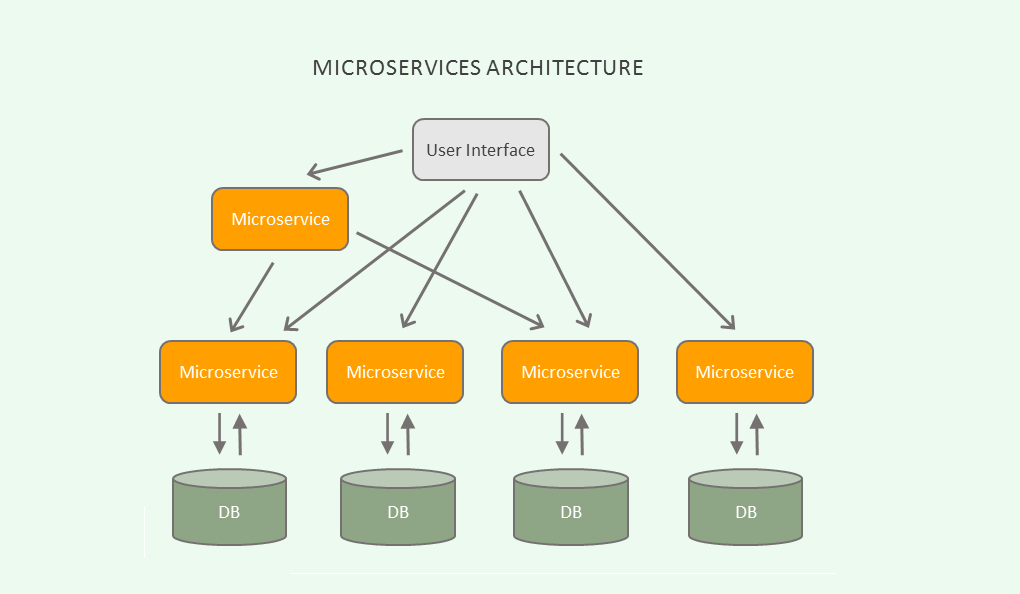 MICROSERVICES ARCHITECTURE
User Interface
Microservice
Microservice
Microservice
Microservice
Microservice
DB
DB
DB
DB